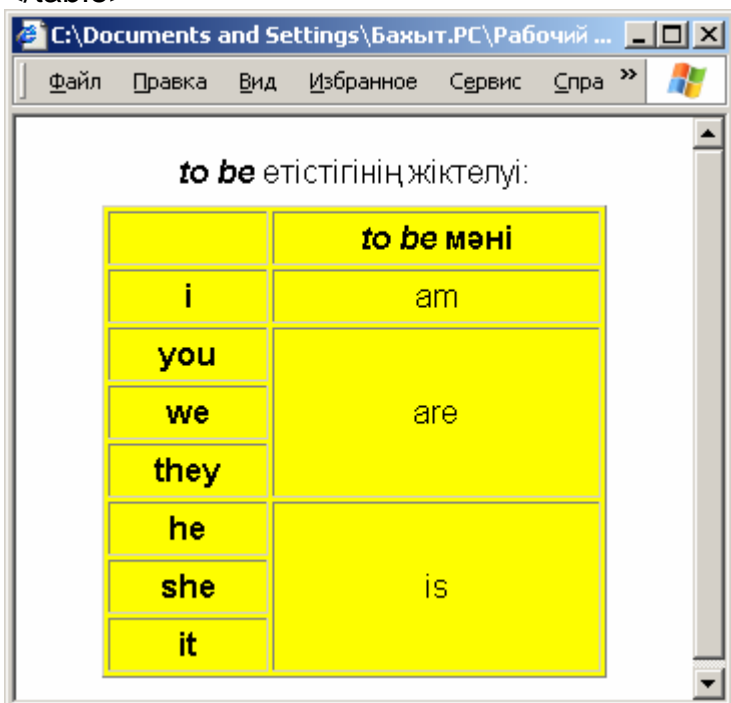 C:\Documents and Settings\Бахыт.PC\Рабочий ...
Файл Правка Вид Избранное Сервис Спра »
to be етістігінің жіктелуі:
to be мәні
i am
you
we are
they
he
she is
it